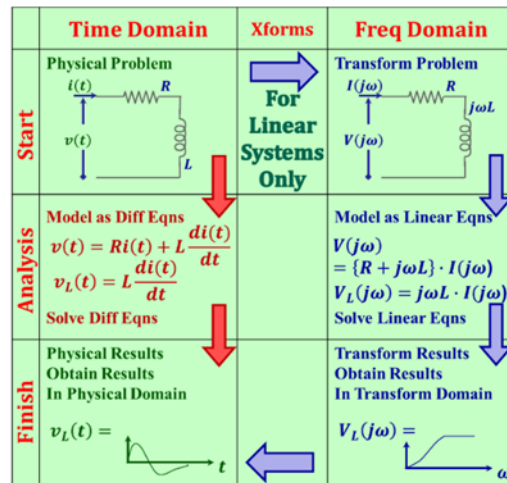 Time Domain
Xforms
Freq Domain
Start
Physical Problem
i(t)
R
v(t)
L
For
Linear
Systems
Only
Transform Problem
I(jω)
R
jωL
V(jω)
Analysis
Model as Diff Eqns
v(t) = Ri(t) + L di(t)/dt
v_L(t) = L di(t)/dt
Solve Diff Eqns
Model as Linear Eqns
V(jω)
= {R + jωL} · I(jω)
V_L(jω) = jωL · I(jω)
Solve Linear Eqns
Finish
Physical Results
Obtain Results
In Physical Domain
v_L(t) =
t
Transform Results
Obtain Results
In Transform Domain
V_L(jω) =
ω